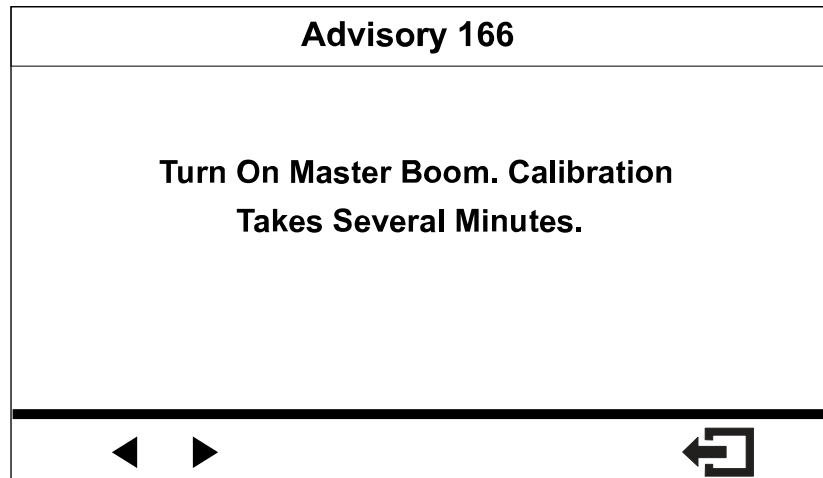 Advisory 166
Turn On Master Boom. Calibration
Takes Several Minutes.